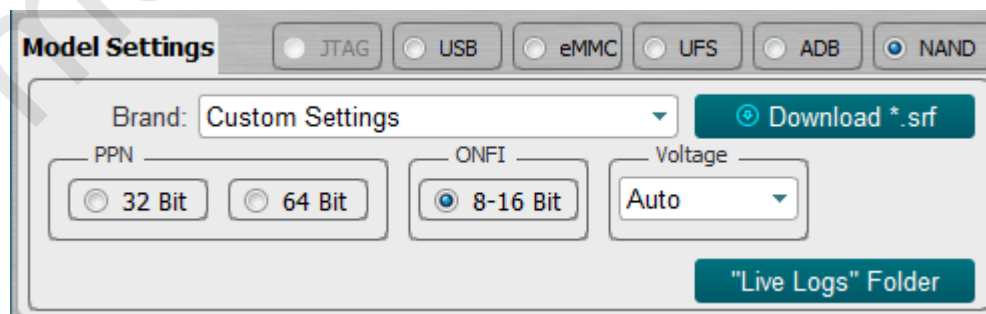 Model Settings JTAG USB eMMC UFS ADB NAND
Brand: Custom Settings Download *.srf
PPN ONFI Voltage
32 Bit 64 Bit 8-16 Bit Auto
"Live Logs" Folder